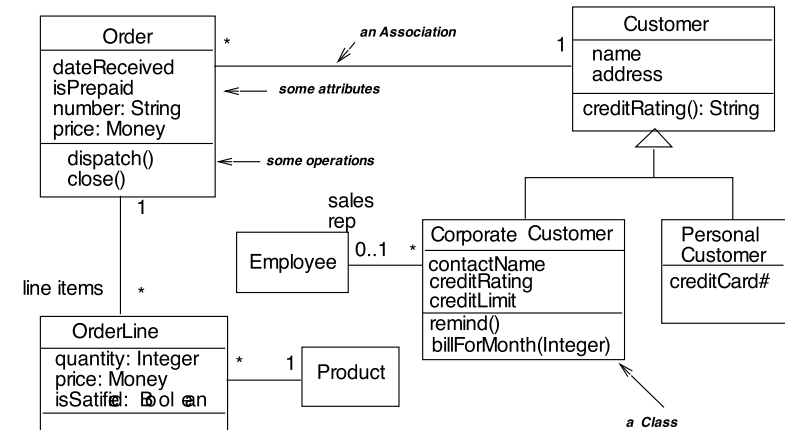 Order
*
an Association
1
Customer
dateReceived
isPrepaid
number: String
price: Money
some attributes
name
address
creditRating(): String
dispatch()
close()
some operations
1
sales
rep
Employee
0..1
*
Corporate Customer
contactName
creditRating
creditLimit
remind()
billForMonth(Integer)
Personal
Customer
creditCard#
line items
*
OrderLine
quantity: Integer
price: Money
*
1
Product
a Class